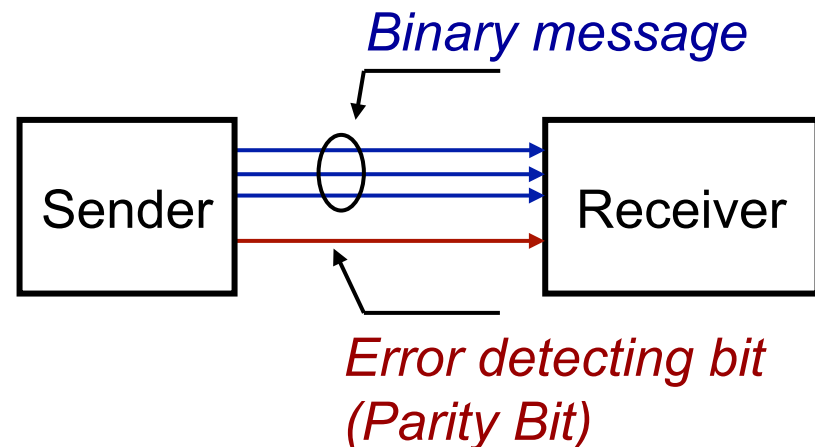 Binary message
Sender
Receiver
Error detecting bit
(Parity Bit)